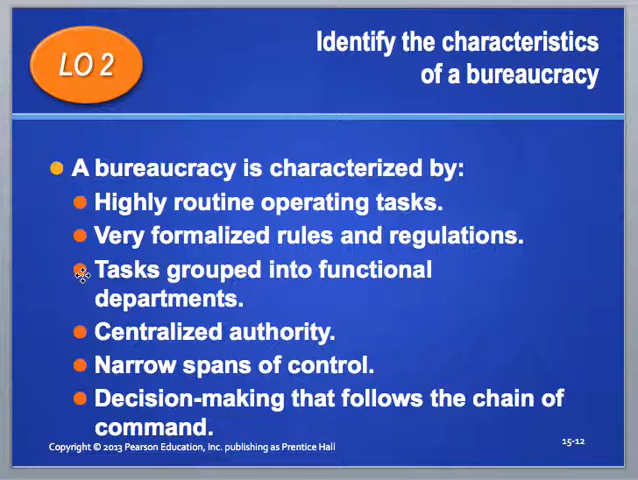 LO 2
Identify the characteristics
of a bureaucracy
A bureaucracy is characterized by:
Highly routine operating tasks.
Very formalized rules and regulations.
Tasks grouped into functional
departments.
Centralized authority.
Narrow spans of control.
Decision-making that follows the chain of
command.
Copyright © 2013 Pearson Education, Inc. publishing as Prentice Hall
15-12